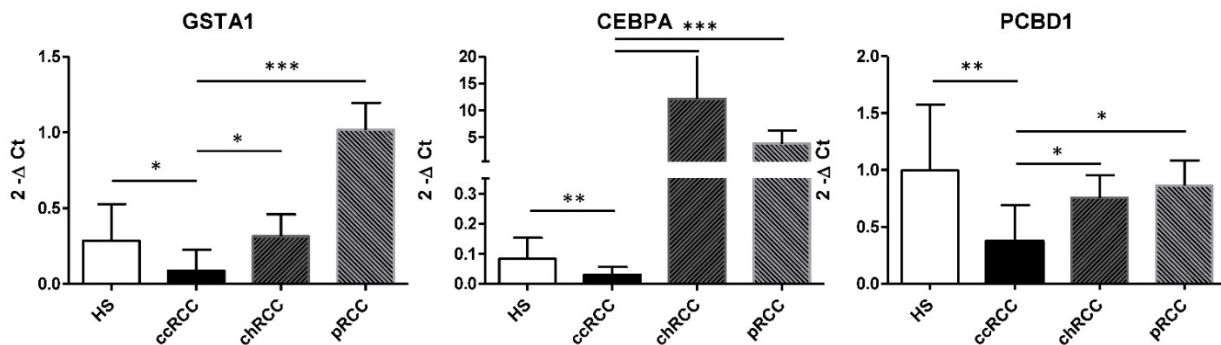 GSTA1
2 -Δ Ct
1.5
1.0
0.5
0.0
*
*
***
HS
ccRCC
chRCC
pRCC
CEBPA
2 -Δ Ct
20
15
10
5
0.3
0.2
0.1
0.0
**
***
HS
ccRCC
chRCC
pRCC
PCBD1
2 -Δ Ct
2.0
1.5
1.0
0.5
0.0
**
*
*
HS
ccRCC
chRCC
pRCC